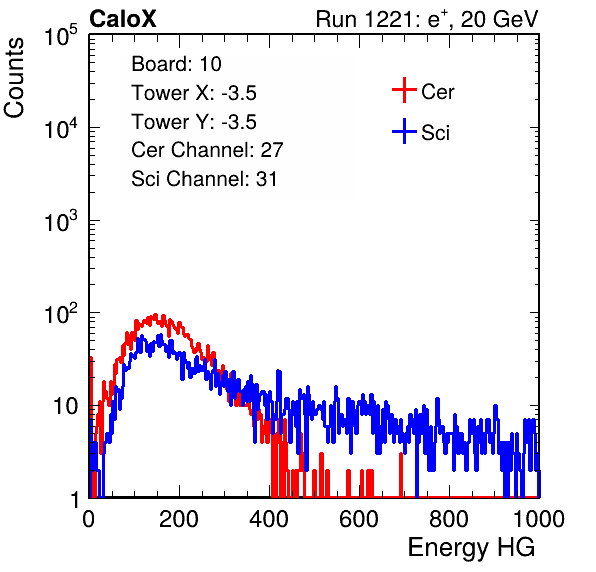 CaloX Run 1221: e⁺, 20 GeV
Counts
10⁵
10⁴
10³
10²
10
1
Board: 10
Tower X: -3.5
Tower Y: -3.5
Cer Channel: 27
Sci Channel: 31
Cer
Sci
0 200 400 600 800 1000
Energy HG